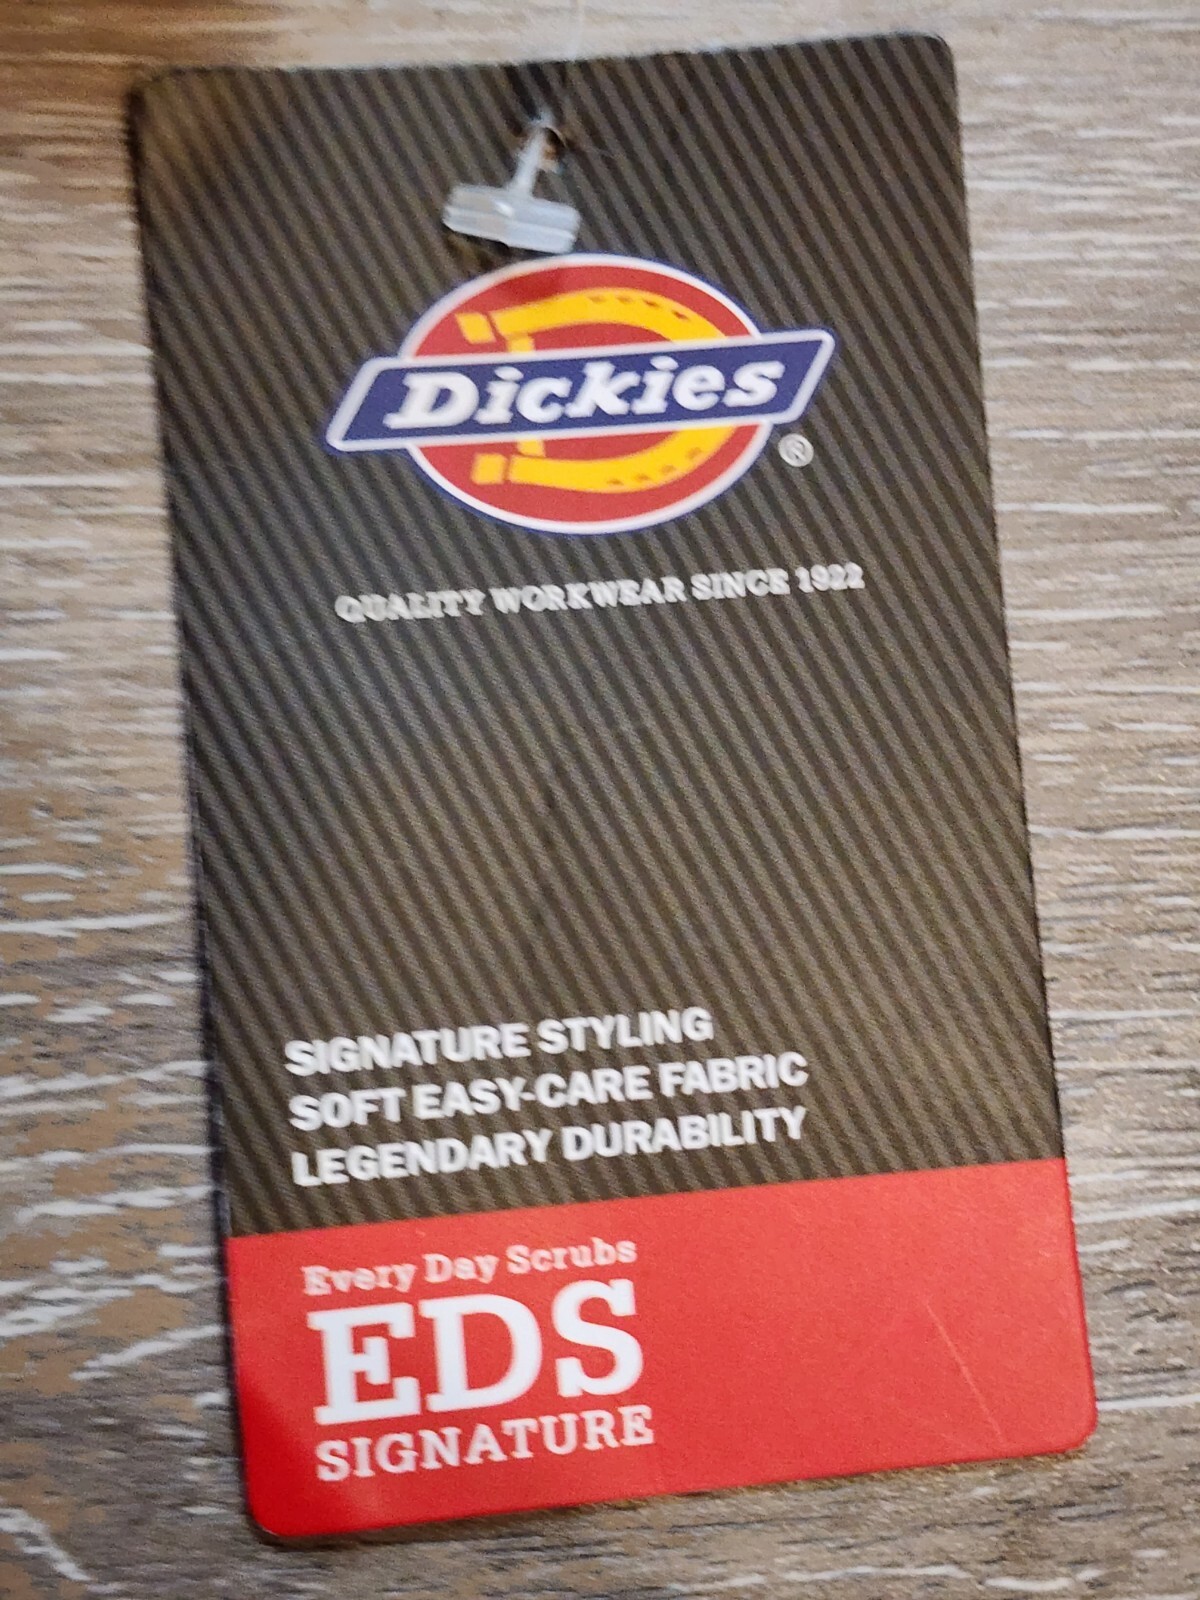 Dickies
®
QUALITY WORKWEAR SINCE 1922
SIGNATURE STYLING
SOFT EASY-CARE FABRIC
LEGENDARY DURABILITY
Every Day Scrubs
EDS
SIGNATURE